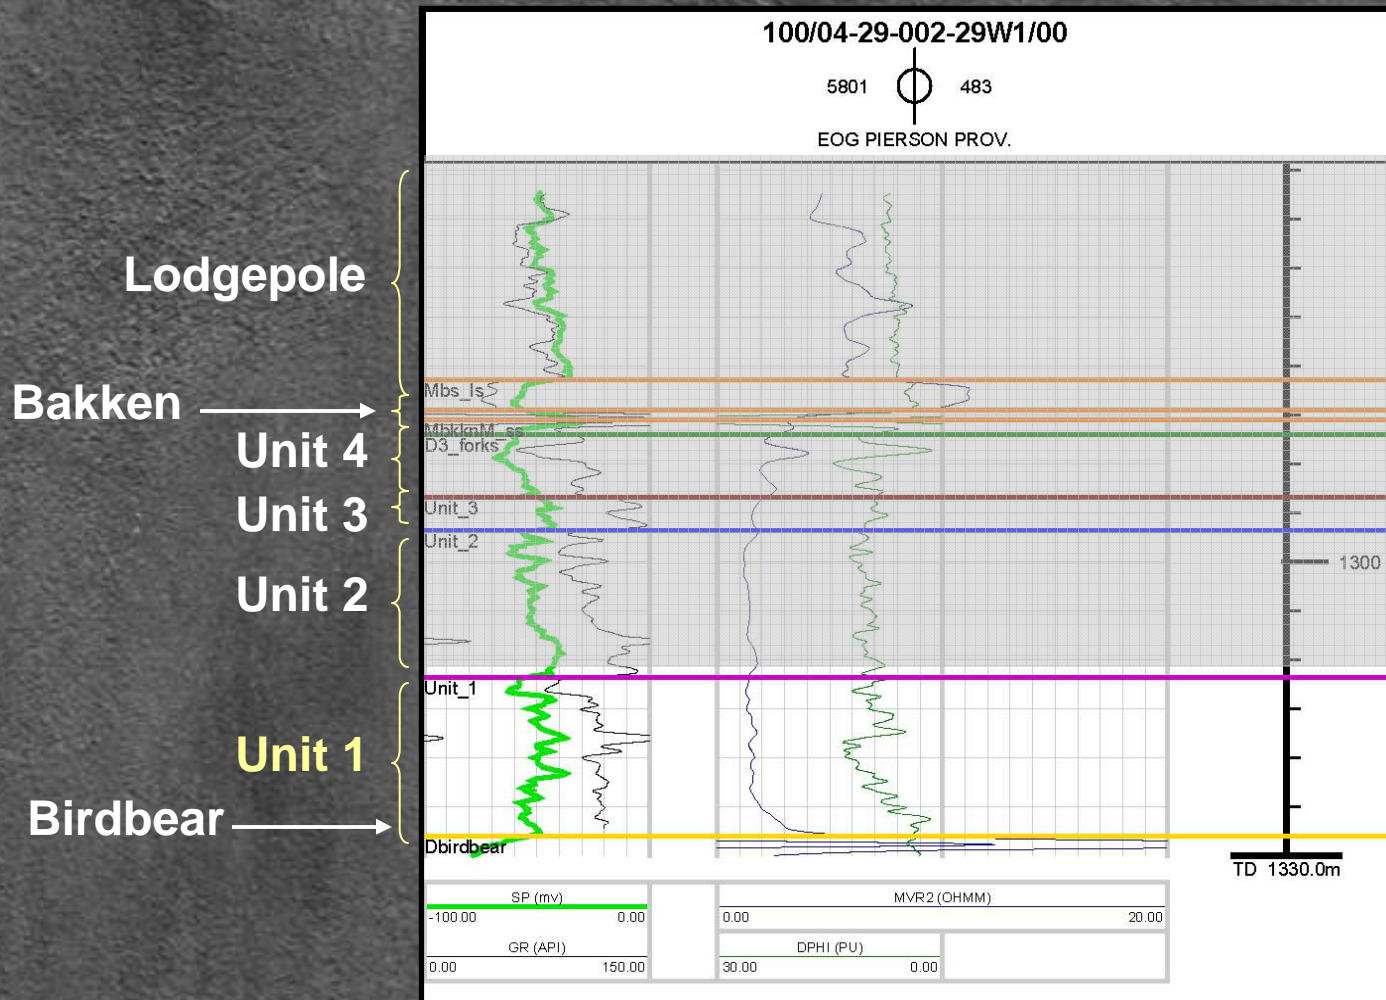 100/04-29-002-29W1/00
5801 483
EOG PIERSON PROV.
Lodgepole
Mbs_ls
Bakken
MbkknM_ss
D3_forks
Unit 4
Unit_3
Unit 3
Unit_2
1300
Unit 2
Unit_1
Unit 1
Birdbear
Dbirdbear
TD 1330.0m
SP (mv)
-100.00 0.00
MVR2 (OHMM)
0.00 20.00
GR (API)
0.00 150.00
DPHI (PU)
30.00 0.00